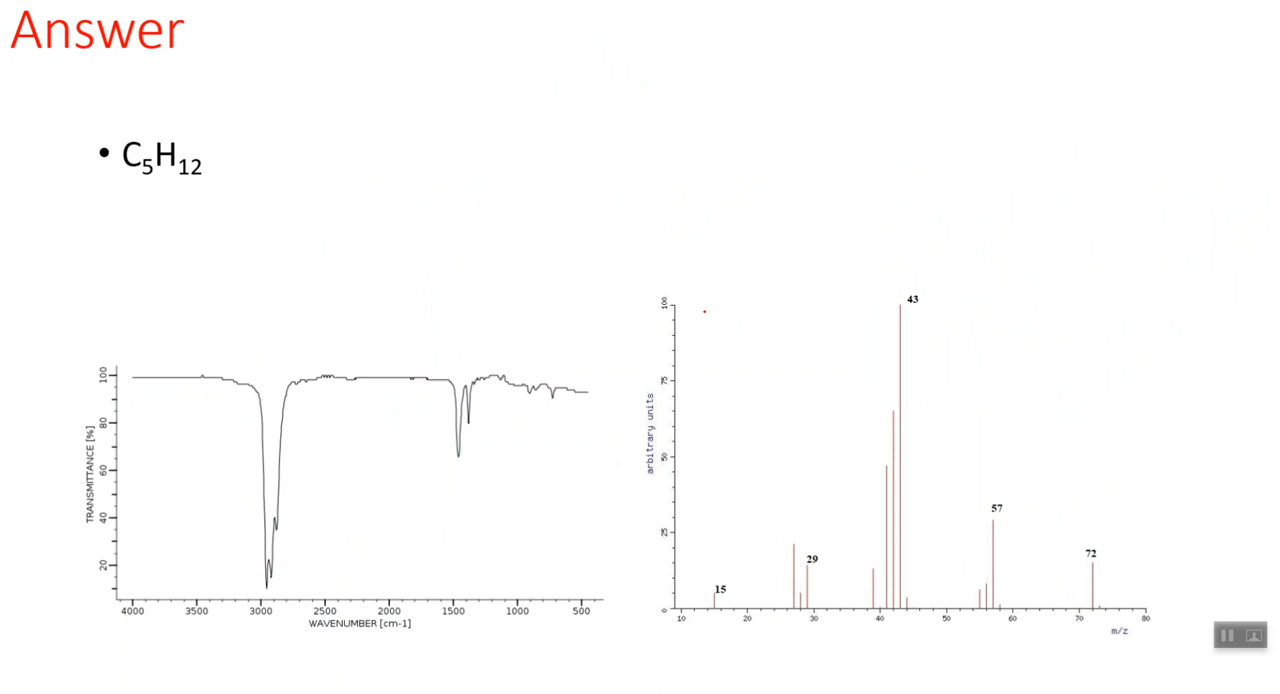 Answer
• C₅H₁₂
100
80
60
40
20
TRANSMITTANCE [%]
4000 3500 3000 2500 2000 1500 1000 500
WAVENUMBER [cm-1]
100
75
50
25
0
arbitrary units
43
57
72
29
15
10 20 30 40 50 60 70 80
m/z